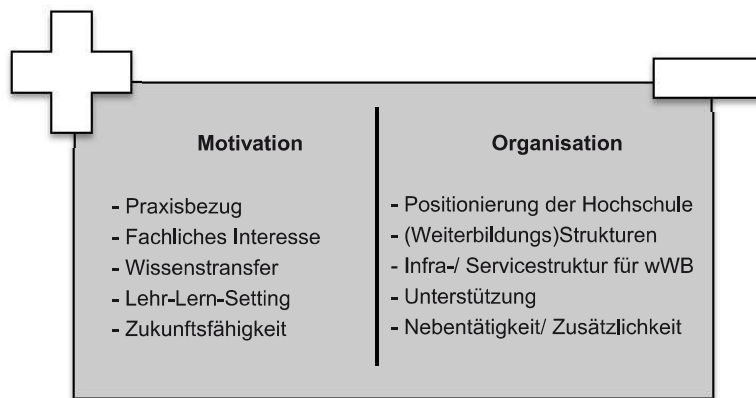 Motivation
- Praxisbezug
- Fachliches Interesse
- Wissenstransfer
- Lehr-Lern-Setting
- Zukunftsfähigkeit
Organisation
- Positionierung der Hochschule
- (Weiterbildungs)Strukturen
- Infra-/ Servicestruktur für wWB
- Unterstützung
- Nebentätigkeit/ Zusätzlichkeit